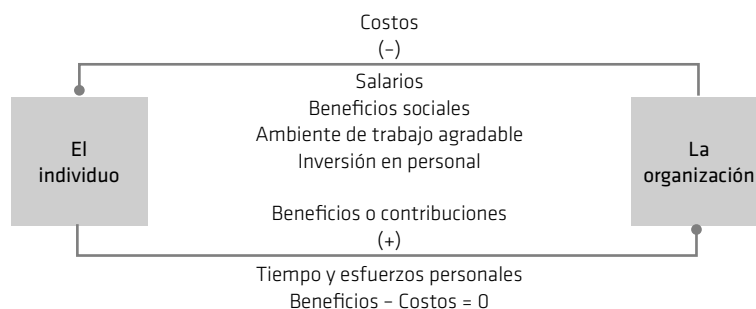 Costos
(–)
Salarios
Beneficios sociales
Ambiente de trabajo agradable
Inversión en personal
El
individuo
La
organización
Beneficios o contribuciones
(+)
Tiempo y esfuerzos personales
Beneficios – Costos = 0